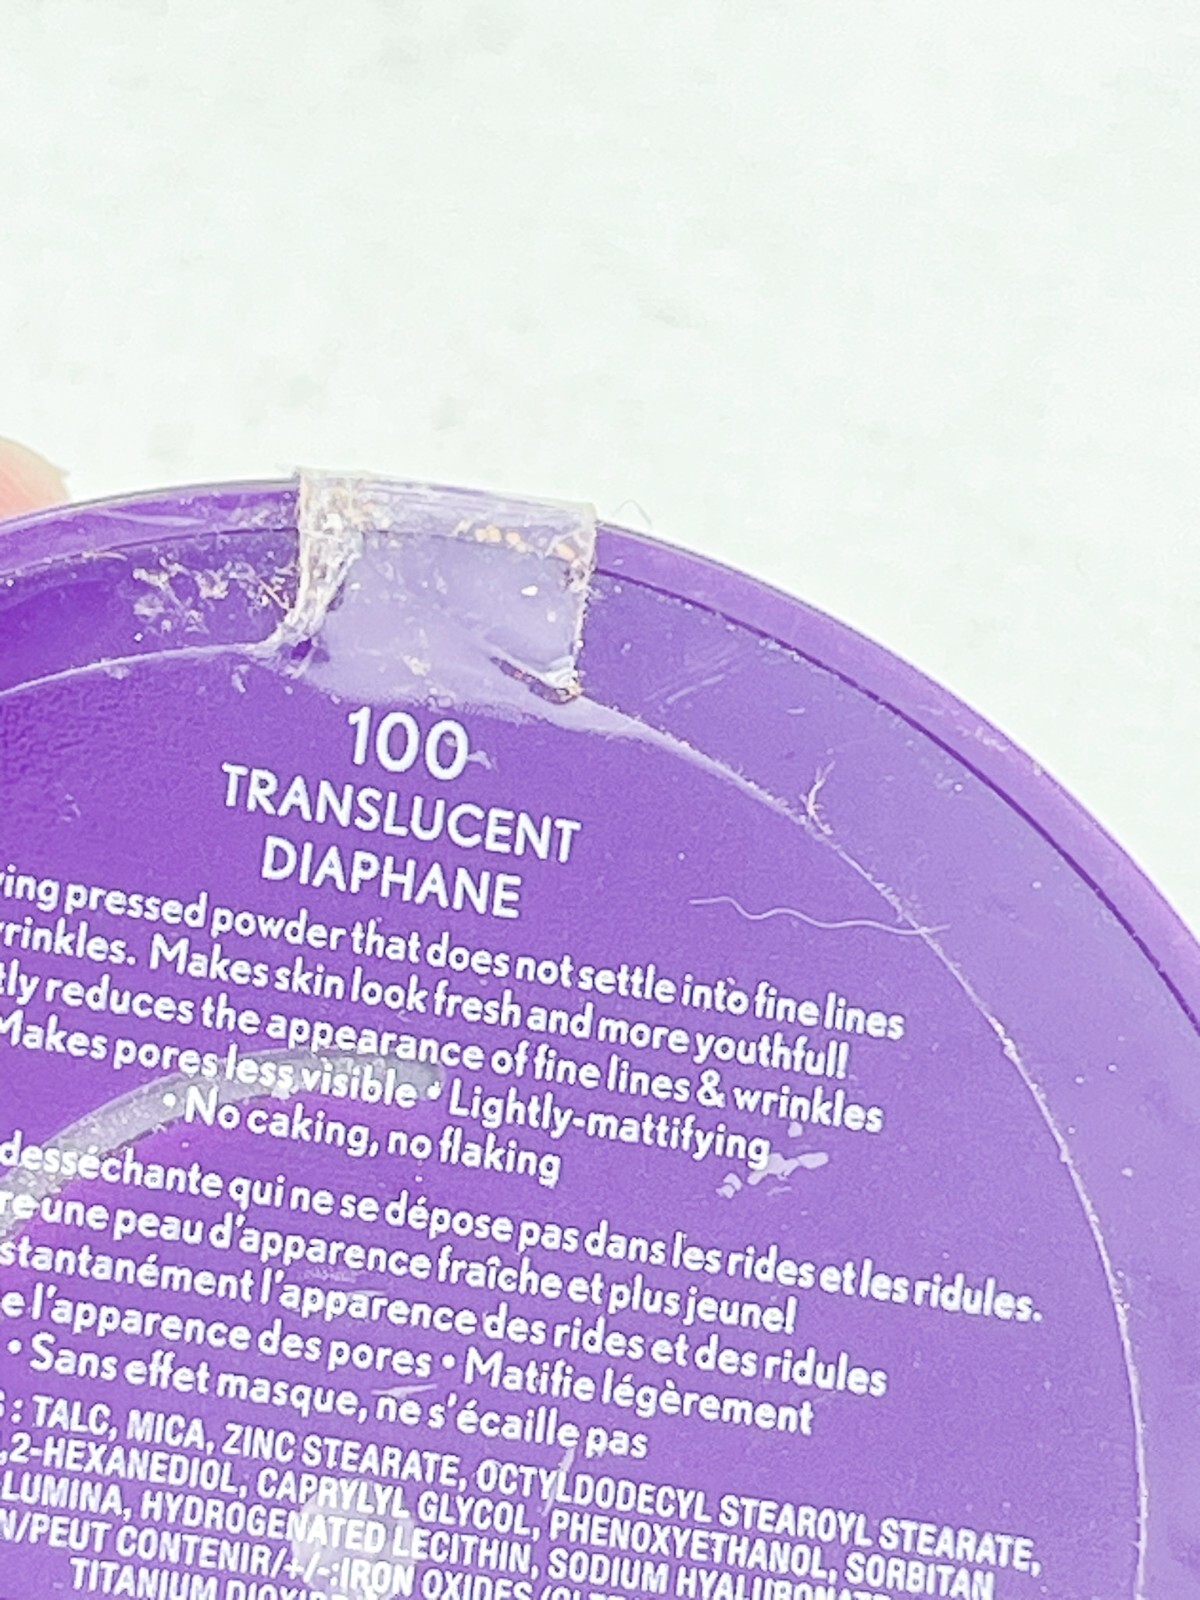 100
TRANSLUCENT
DIAPHANE
pressed powder that does not settle into fine lines
wrinkles. Makes skin look fresh and more youthful!
reduces the appearance of fine lines & wrinkles
Makes pores less visible • Lightly-mattifying
• No caking, no flaking
desséchante qui ne se dépose pas dans les rides et les ridules.
une peau d'apparence fraîche et plus jeune!
l'apparence des rides et des ridules
l'apparence des pores • Matifie légèrement
• Sans effet masque, ne s'écaille pas
: TALC, MICA, ZINC STEARATE, OCTYLDODECYL STEAROYL STEARATE,
,2-HEXANEDIOL, CAPRYLYL GLYCOL, PHENOXYETHANOL, SORBITAN
HYDROGENATED LECITHIN, SODIUM
/PEUT CONTENIR/+/-:IRON OXIDES
TITANIUM